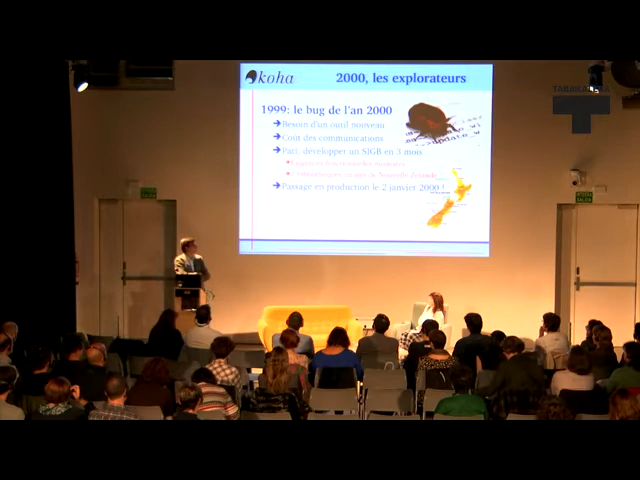 koha
2000, les explorateurs
1999: le bug de l'an 2000
Besoin d'un outil nouveau
Coût des communications
Pari: développer un SIGB en 3 mois
Passage en production le 2 janvier 2000 !
TABAKALERA